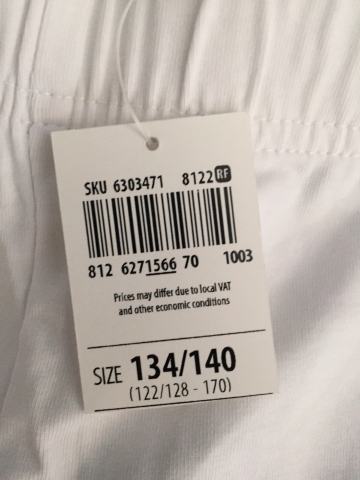 SKU 6303471 8122 RF
812 6271566 70 1003
Prices may differ due to local VAT
and other economic conditions
SIZE 134/140
(122/128 - 170)